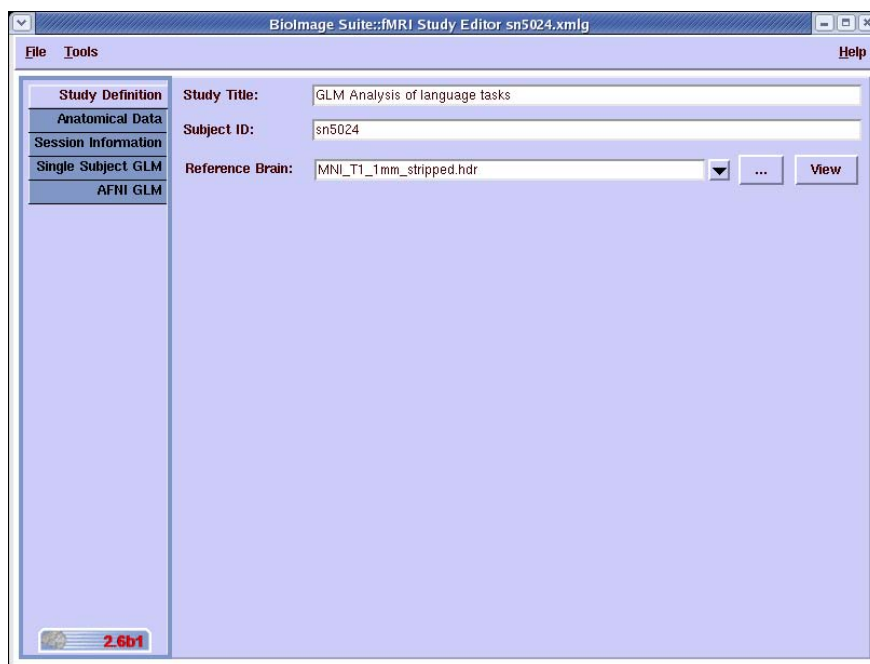 BioImage Suite::fMRI Study Editor sn5024.xmlg
File Tools Help
Study Definition
Anatomical Data
Session Information
Single Subject GLM
AFNI GLM
Study Title: GLM Analysis of language tasks
Subject ID: sn5024
Reference Brain: MNI_T1_1mm_stripped.hdr ... View
2.6b1